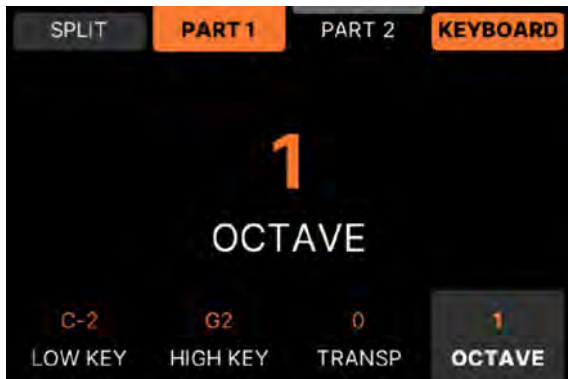 SPLIT PART 1 PART 2 KEYBOARD
1
OCTAVE
C-2 G2 0 1
LOW KEY HIGH KEY TRANSP OCTAVE